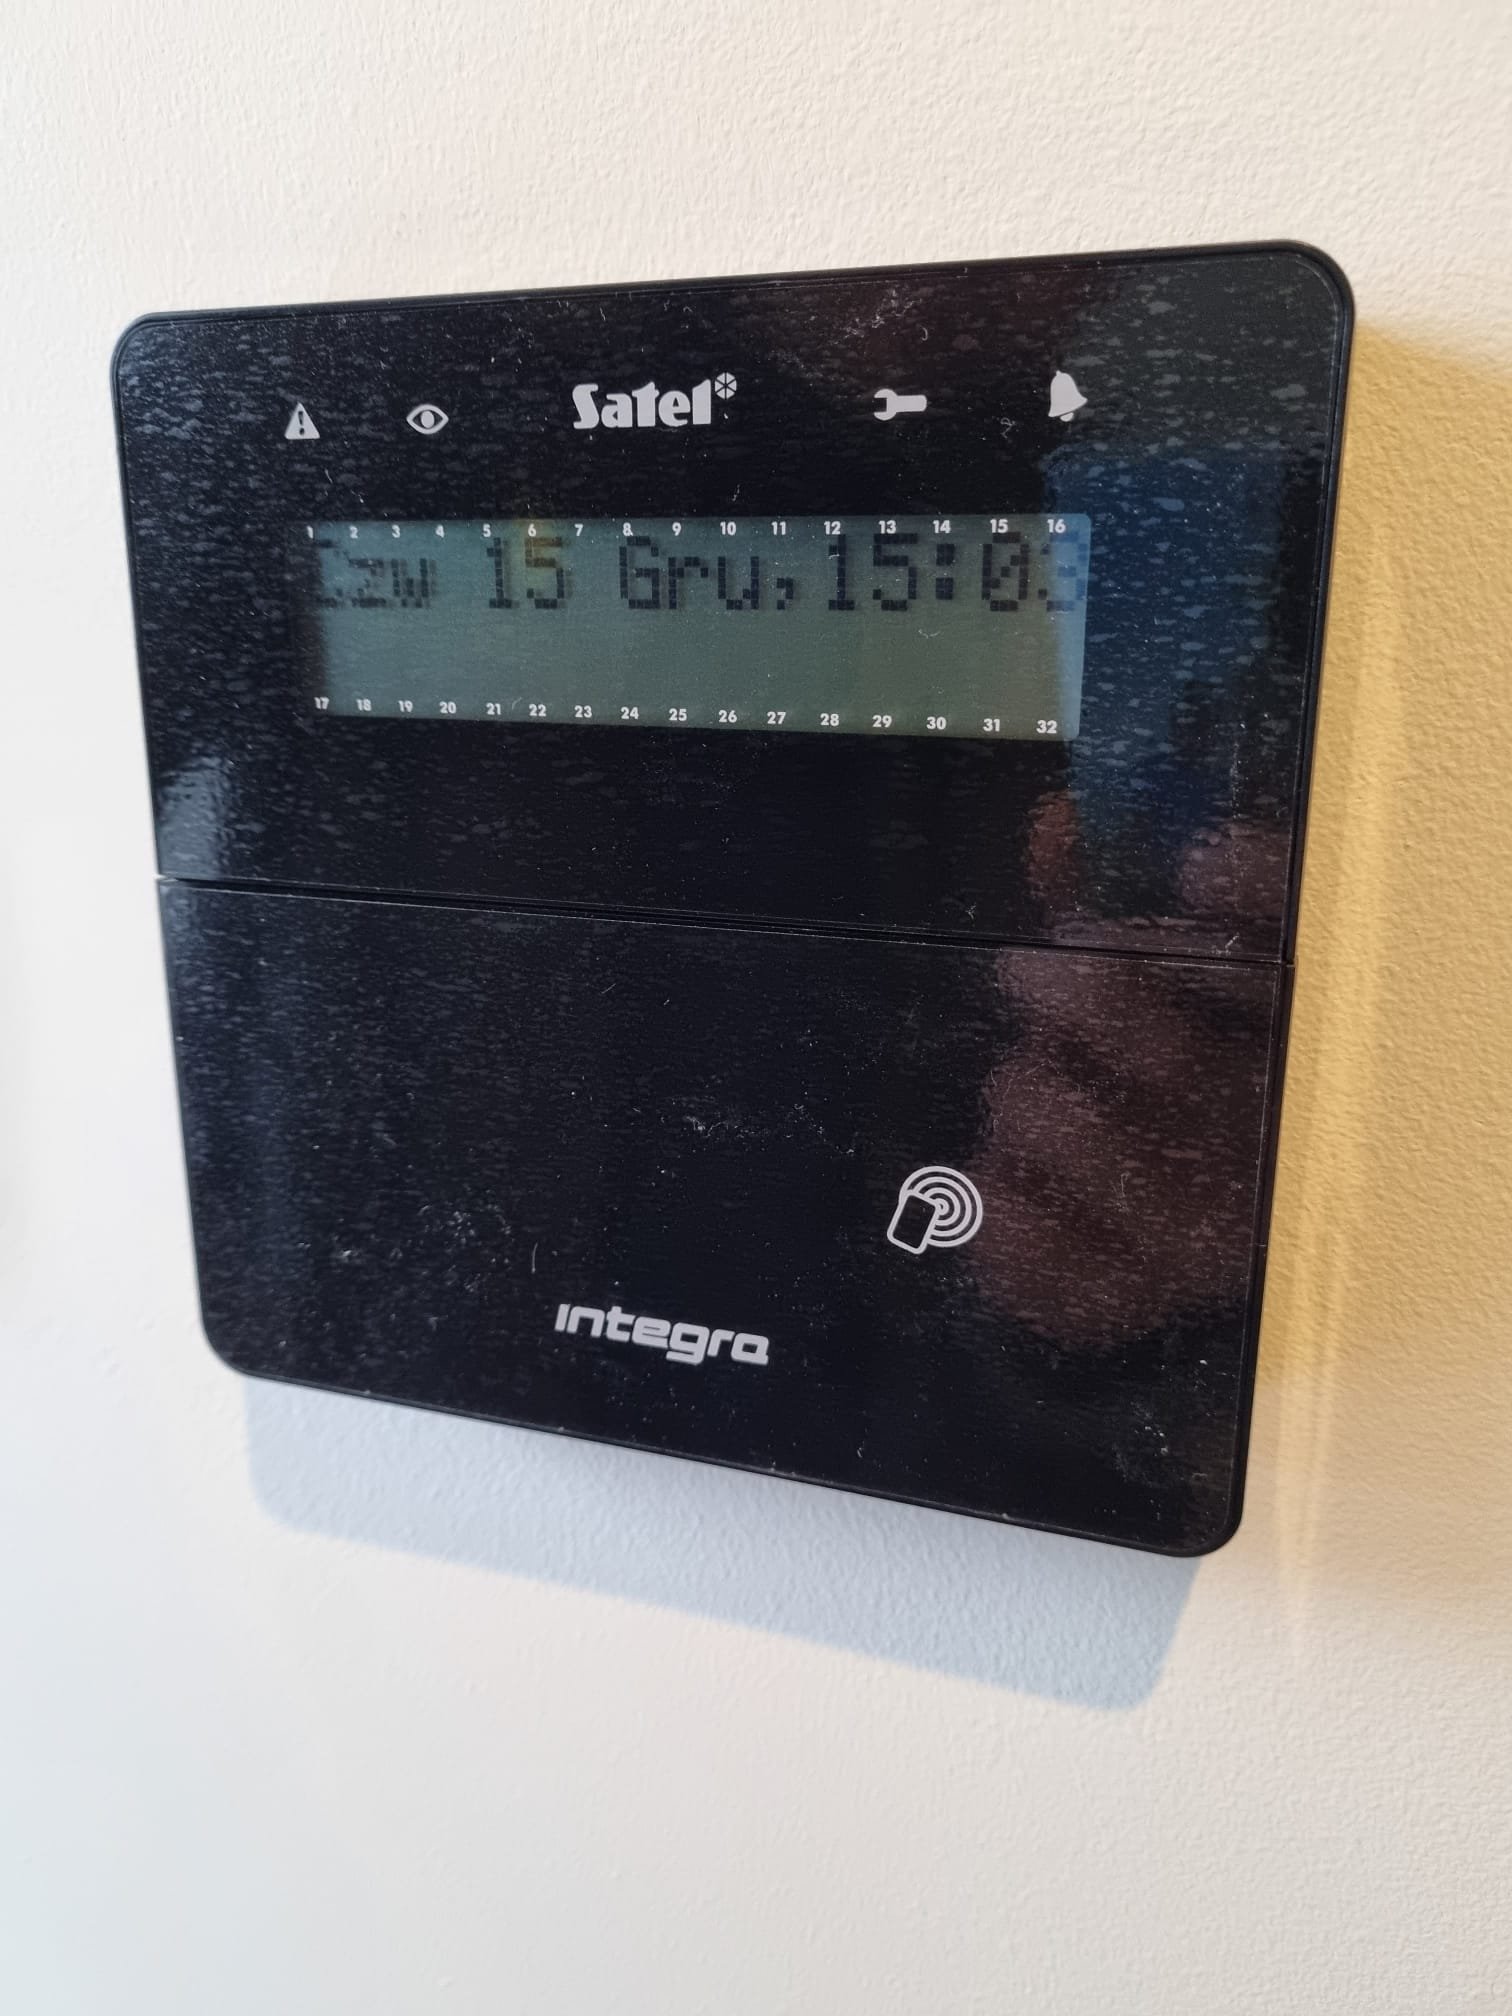 Satel
1 2 3 4 5 6 7 8 9 10 11 12 13 14 15 16
Czw 15 Gru, 15:03
17 18 19 20 21 22 23 24 25 26 27 28 29 30 31 32
integra